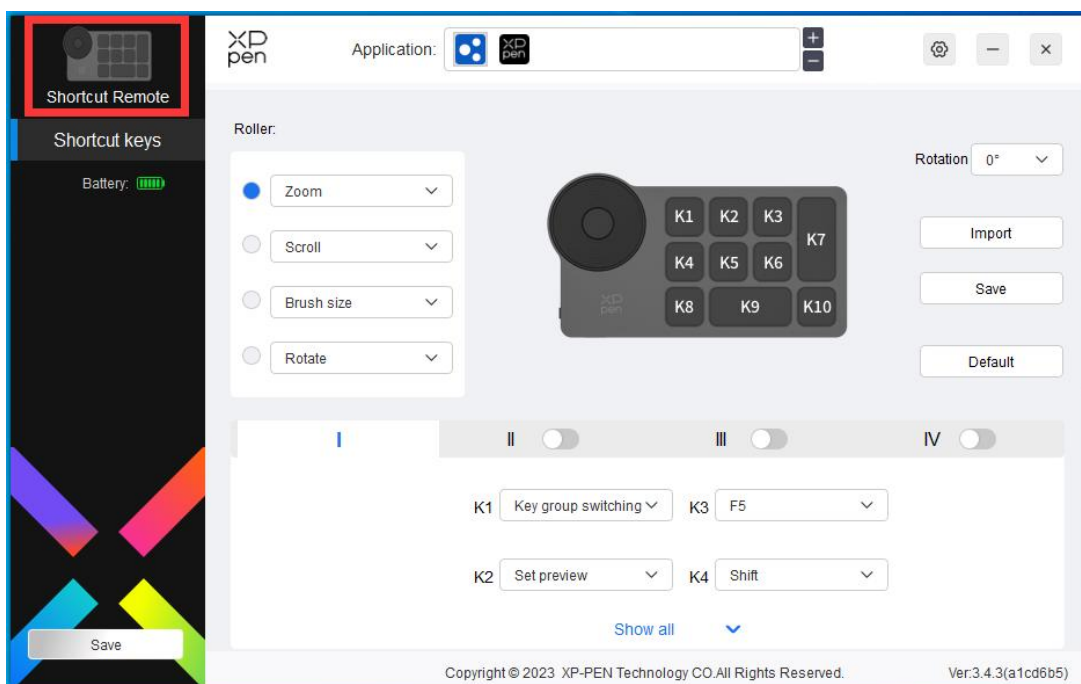 Shortcut Remote
Shortcut keys
Battery:
Save
XP
pen
Application:
XP
pen
+
−
Roller:
Zoom
Scroll
Brush size
Rotate
K1 K2 K3
K7
K4 K5 K6
K8 K9 K10
XP
pen
Rotation 0°
Import
Save
Default
I II III IV
K1 Key group switching K3 F5
K2 Set preview K4 Shift
Show all
Copyright © 2023 XP-PEN Technology CO.All Rights Reserved. Ver:3.4.3(a1cd6b5)